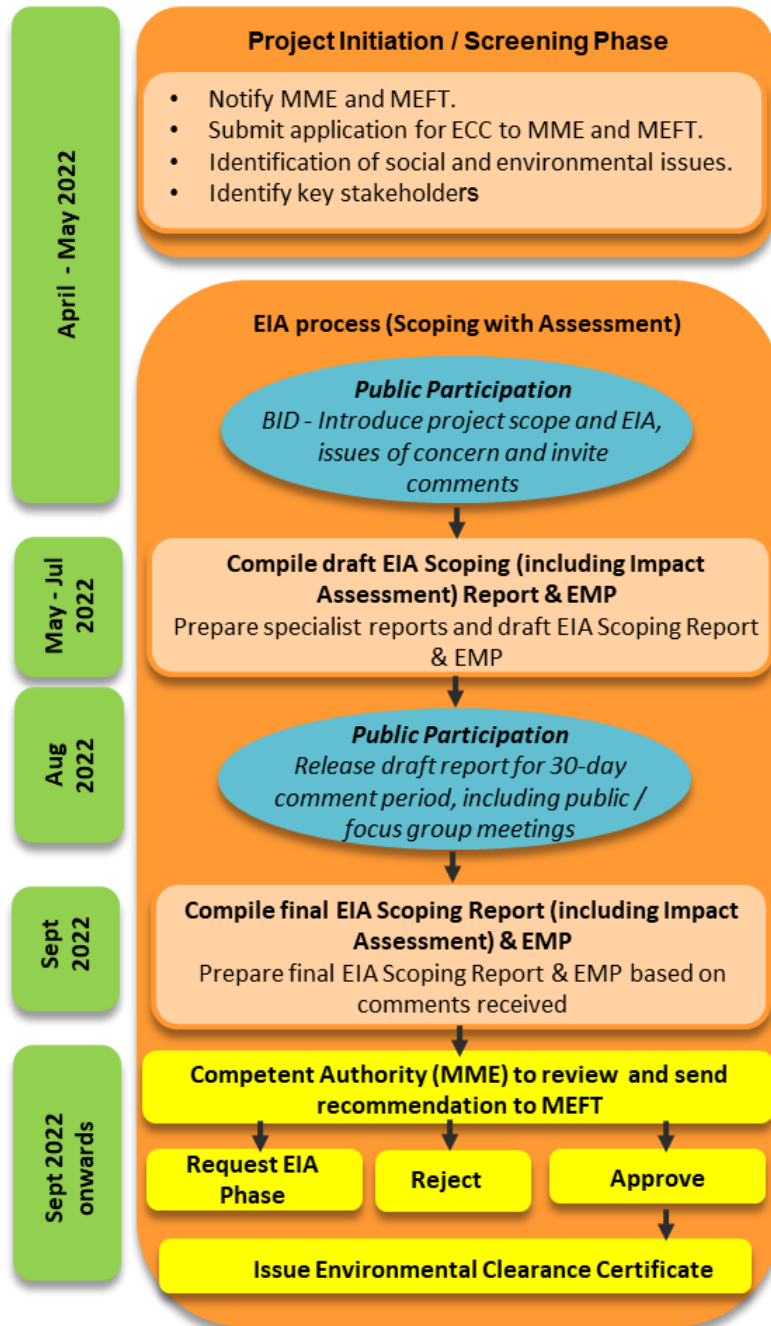 Project Initiation / Screening Phase
• Notify MME and MEFT.
• Submit application for ECC to MME and MEFT.
• Identification of social and environmental issues.
• Identify key stakeholders
April - May 2022
EIA process (Scoping with Assessment)
Public Participation
BID - Introduce project scope and EIA,
issues of concern and invite
comments
May - Jul
2022
Compile draft EIA Scoping (including Impact
Assessment) Report & EMP
Prepare specialist reports and draft EIA Scoping Report
& EMP
Aug
2022
Public Participation
Release draft report for 30-day
comment period, including public /
focus group meetings
Sept
2022
Compile final EIA Scoping Report (including Impact
Assessment) & EMP
Prepare final EIA Scoping Report & EMP based on
comments received
Sept 2022
onwards
Competent Authority (MME) to review and send
recommendation to MEFT
Request EIA
Phase
Reject
Approve
Issue Environmental Clearance Certificate